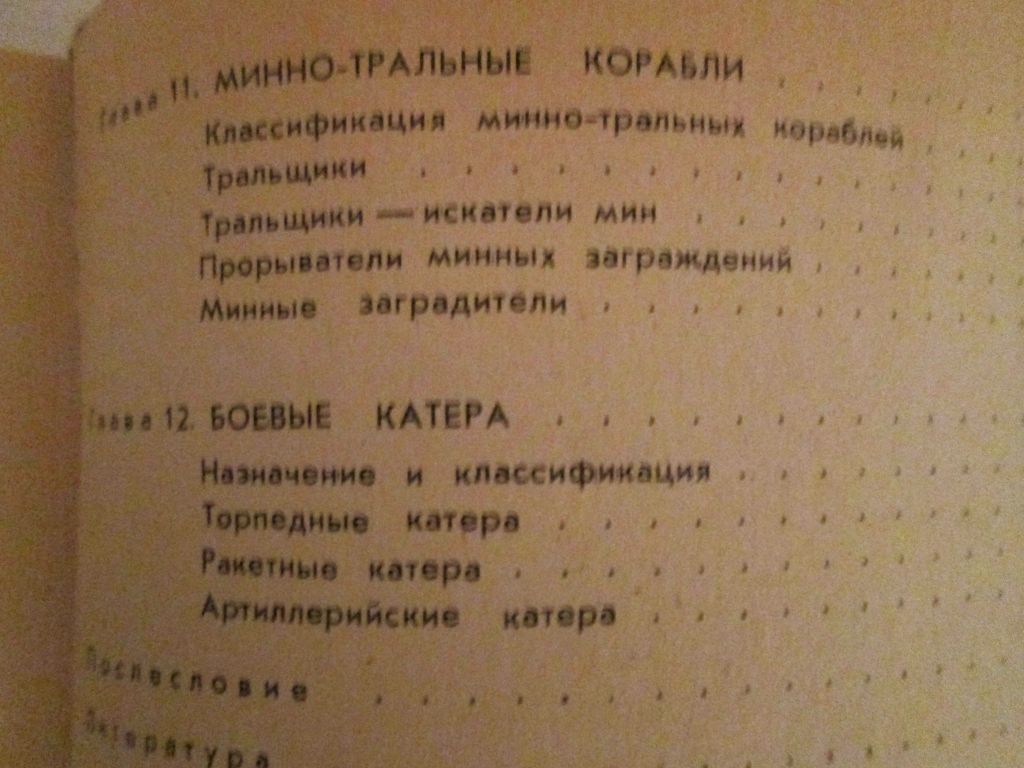 Глава 11. МИННО-ТРАЛЬНЫЕ КОРАБЛИ . . . . . .
Классификация минно-тральных кораблей . . . .
Тральщики . . . . . . . . . . . . . . .
Тральщики — искатели мин . . . . . . . . .
Прорыватели минных заграждений . . . . . .
Минные заградители . . . . . . . . . . .
Глава 12. БОЕВЫЕ КАТЕРА . . . . . . . . . . .
Назначение и классификация . . . . . . . .
Торпедные катера . . . . . . . . . . . .
Ракетные катера . . . . . . . . . . . . .
Артиллерийские катера . . . . . . . . . .
Послесловие . . . . . . . . . . . . . .
Литература